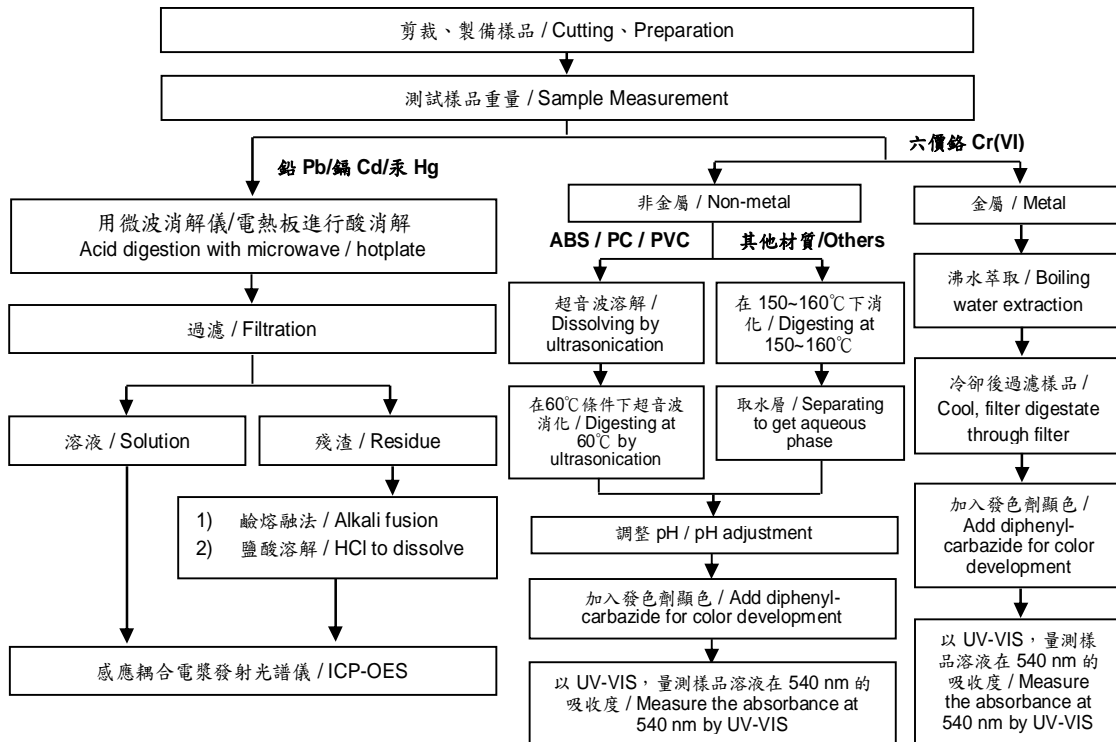 剪裁、製備樣品 / Cutting、Preparation
測試樣品重量 / Sample Measurement
鉛 Pb/鎘 Cd/汞 Hg
用微波消解儀/電熱板進行酸消解
Acid digestion with microwave / hotplate
過濾 / Filtration
溶液 / Solution
殘渣 / Residue
1) 鹼熔融法 / Alkali fusion
2) 鹽酸溶解 / HCl to dissolve
感應耦合電漿發射光譜儀 / ICP-OES
六價鉻 Cr(VI)
非金屬 / Non-metal
ABS / PC / PVC
超音波溶解 /
Dissolving by
ultrasonication
在60℃條件下超音波
消化 / Digesting at
60℃ by
ultrasonication
其他材質/Others
在 150~160℃下消
化 / Digesting at
150~160℃
取水層 / Separating
to get aqueous
phase
調整 pH / pH adjustment
加入發色劑顯色 / Add diphenyl-
carbazide for color development
以 UV-VIS，量測樣品溶液在 540 nm 的
吸收度 / Measure the absorbance at
540 nm by UV-VIS
金屬 / Metal
沸水萃取 / Boiling
water extraction
冷卻後過濾樣品 /
Cool, filter digestate
through filter
加入發色劑顯色 /
Add diphenyl-
carbazide for color
development
以 UV-VIS，量測樣
品溶液在 540 nm 的
吸收度 / Measure
the absorbance at
540 nm by UV-VIS